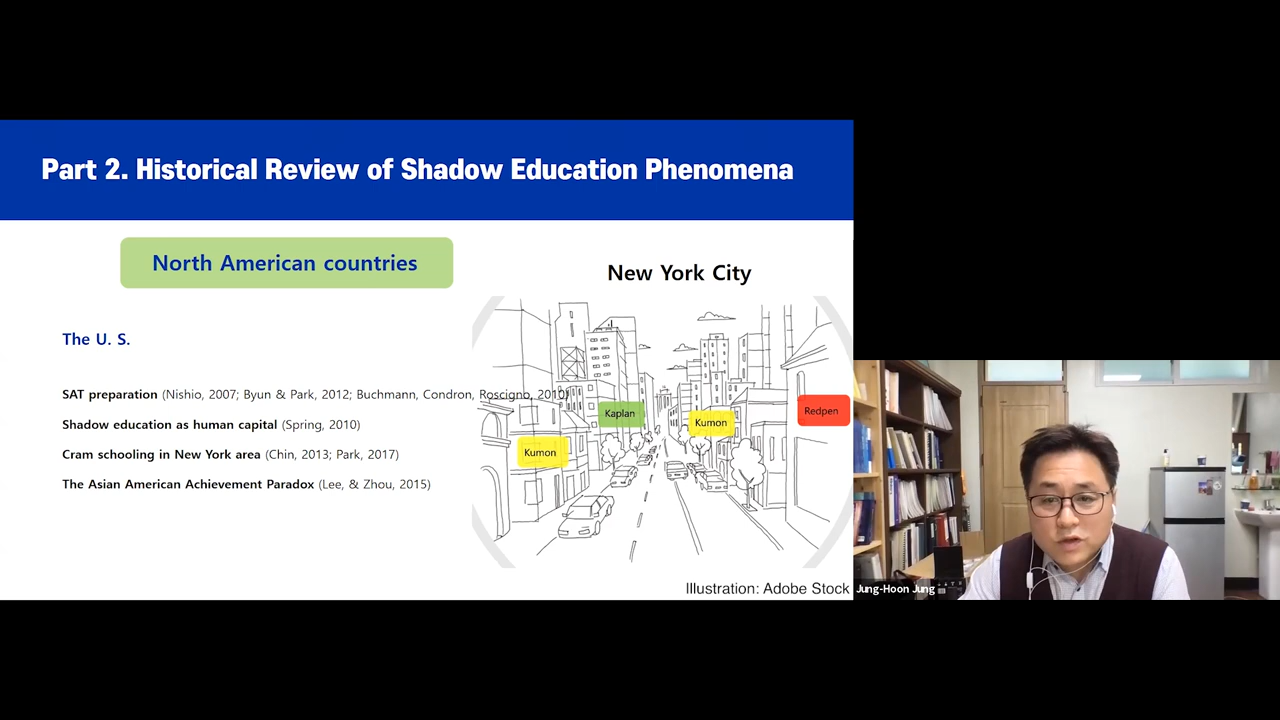 Part 2. Historical Review of Shadow Education Phenomena
North American countries
New York City
The U. S.
SAT preparation (Nishio, 2007; Byun & Park, 2012; Buchmann, Condron, Roscigno, 2010)
Shadow education as human capital (Spring, 2010)
Cram schooling in New York area (Chin, 2013; Park, 2017)
The Asian American Achievement Paradox (Lee, & Zhou, 2015)
Kaplan
Kumon
Redpen
Kumon
Illustration: Adobe Stock
Jung-Hoon Jung